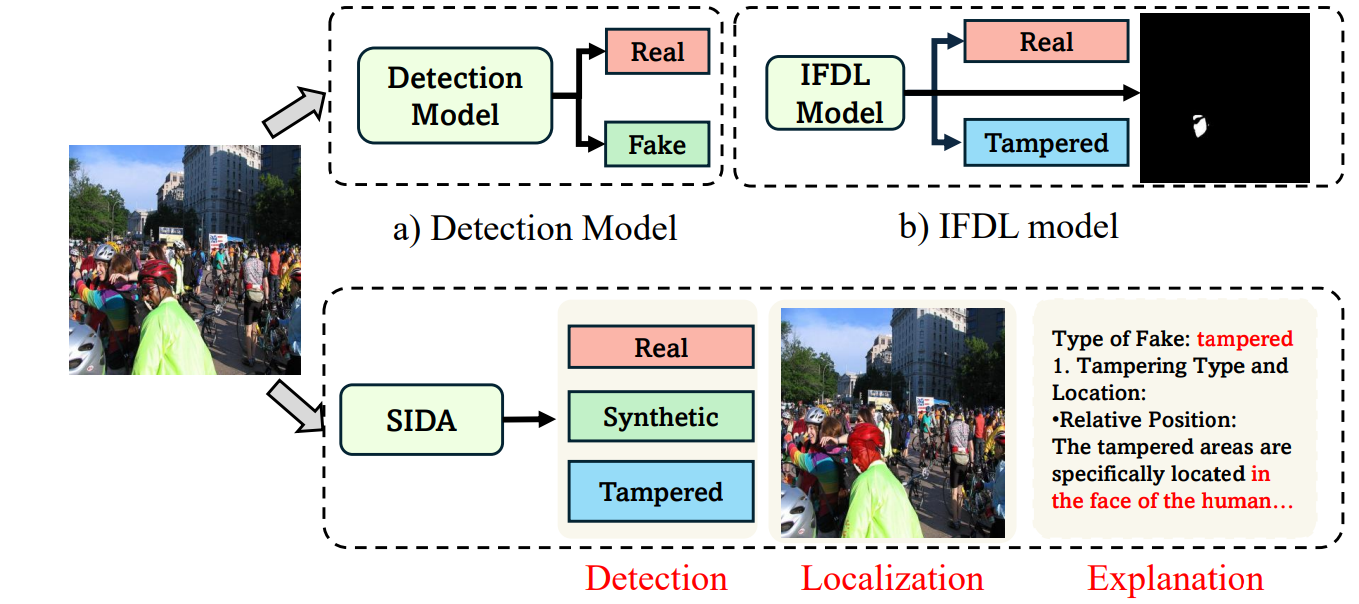 Detection
Model
Real
Fake
a) Detection Model
IFDL
Model
Real
Tampered
b) IFDL model
SIDA
Real
Synthetic
Tampered
Type of Fake: tampered
1. Tampering Type and
Location:
•Relative Position:
The tampered areas are
specifically located in
the face of the human...
Detection
Localization
Explanation